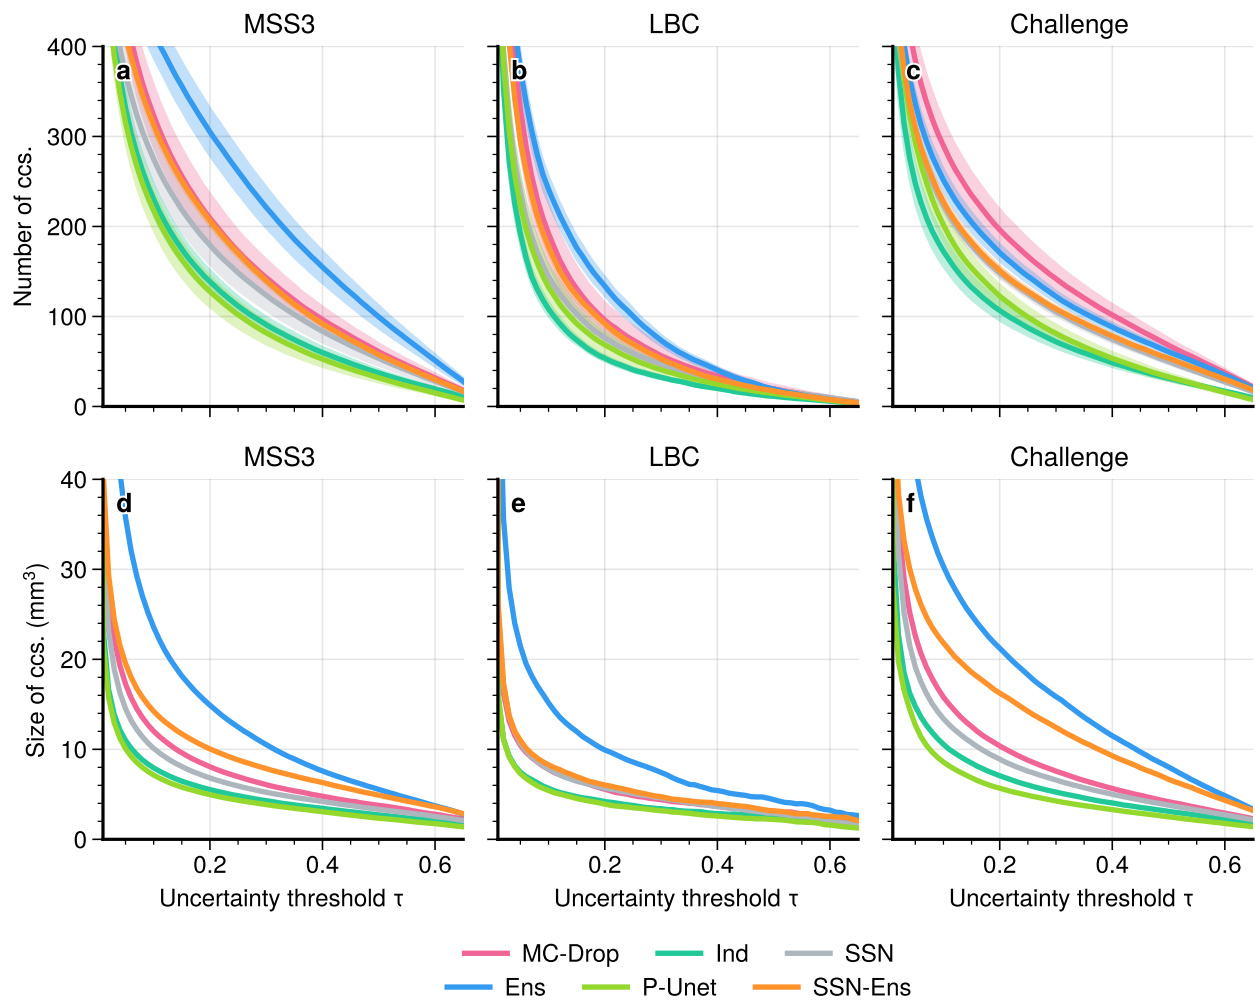 MSS3 LBC Challenge
Number of ccs.
400
300
200
100
0
a
b
c
MSS3 LBC Challenge
Size of ccs. (mm³)
40
30
20
10
0
d
e
f
0.2 0.4 0.6 0.2 0.4 0.6 0.2 0.4 0.6
Uncertainty threshold τ Uncertainty threshold τ Uncertainty threshold τ
MC-Drop Ind SSN
Ens P-Unet SSN-Ens